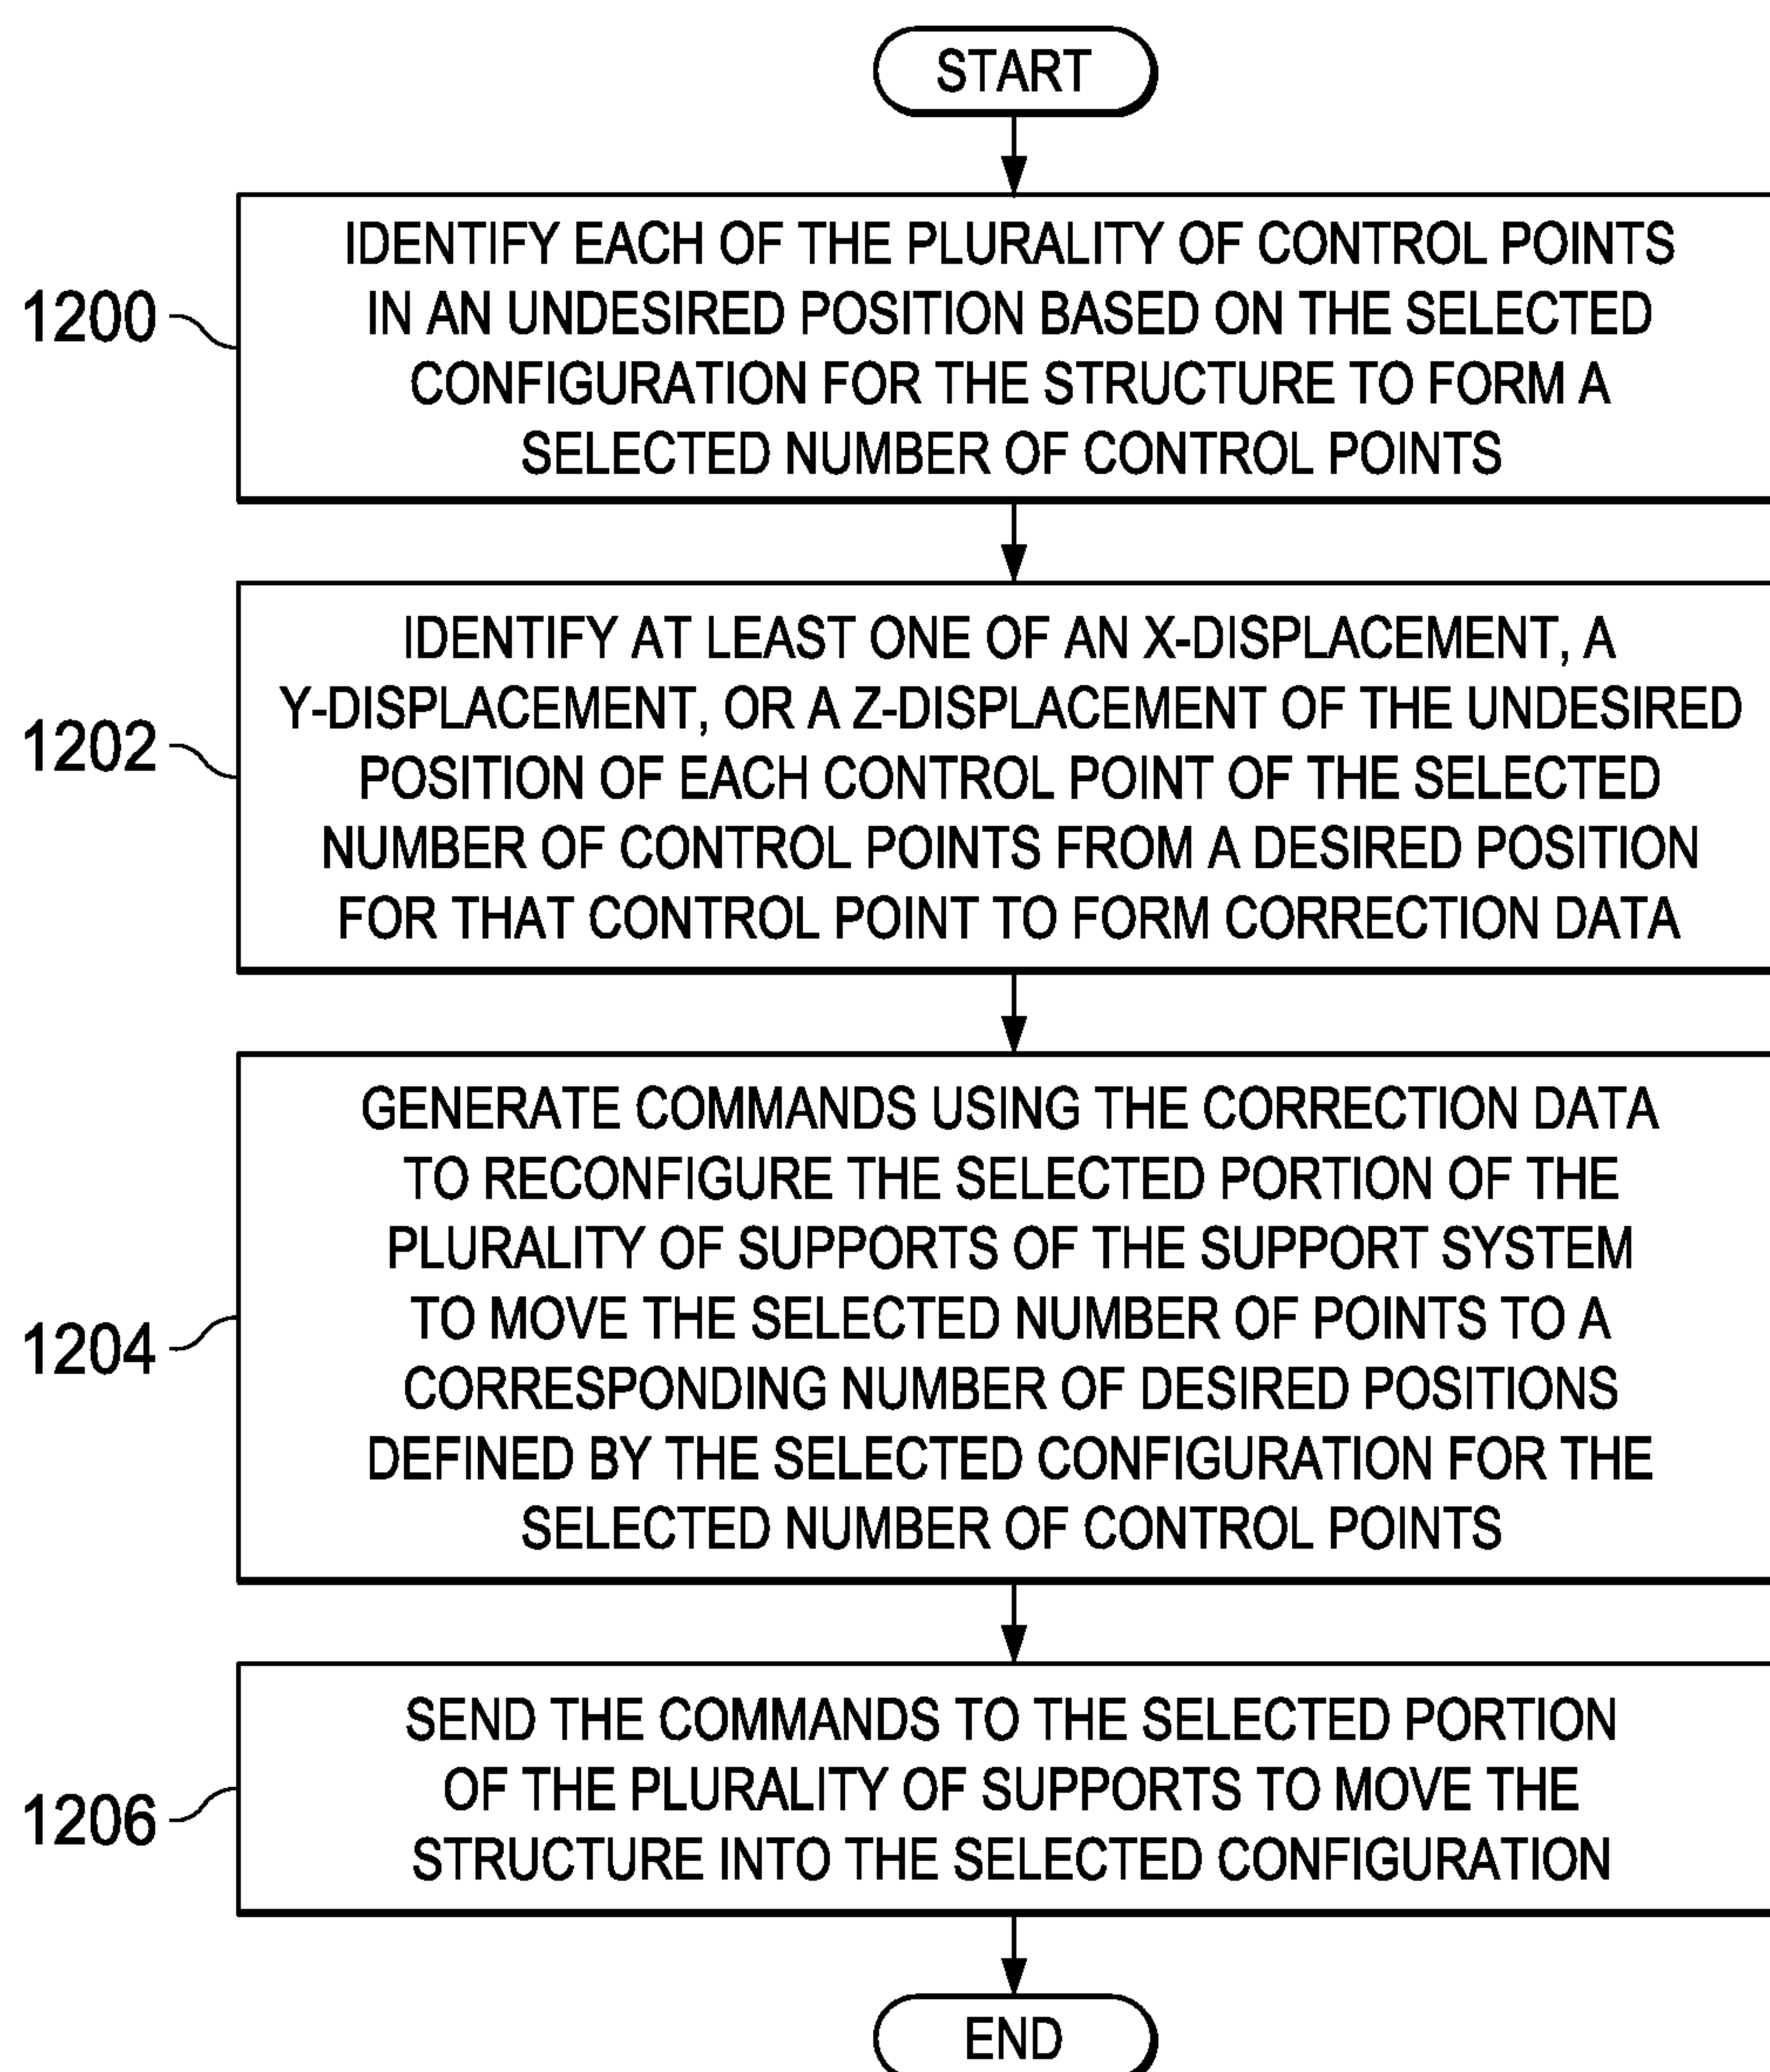 START
1200
IDENTIFY EACH OF THE PLURALITY OF CONTROL POINTS
IN AN UNDESIRED POSITION BASED ON THE SELECTED
CONFIGURATION FOR THE STRUCTURE TO FORM A
SELECTED NUMBER OF CONTROL POINTS
1202
IDENTIFY AT LEAST ONE OF AN X-DISPLACEMENT, A
Y-DISPLACEMENT, OR A Z-DISPLACEMENT OF THE UNDESIRED
POSITION OF EACH CONTROL POINT OF THE SELECTED
NUMBER OF CONTROL POINTS FROM A DESIRED POSITION
FOR THAT CONTROL POINT TO FORM CORRECTION DATA
1204
GENERATE COMMANDS USING THE CORRECTION DATA
TO RECONFIGURE THE SELECTED PORTION OF THE
PLURALITY OF SUPPORTS OF THE SUPPORT SYSTEM
TO MOVE THE SELECTED NUMBER OF POINTS TO A
CORRESPONDING NUMBER OF DESIRED POSITIONS
DEFINED BY THE SELECTED CONFIGURATION FOR THE
SELECTED NUMBER OF CONTROL POINTS
1206
SEND THE COMMANDS TO THE SELECTED PORTION
OF THE PLURALITY OF SUPPORTS TO MOVE THE
STRUCTURE INTO THE SELECTED CONFIGURATION
END